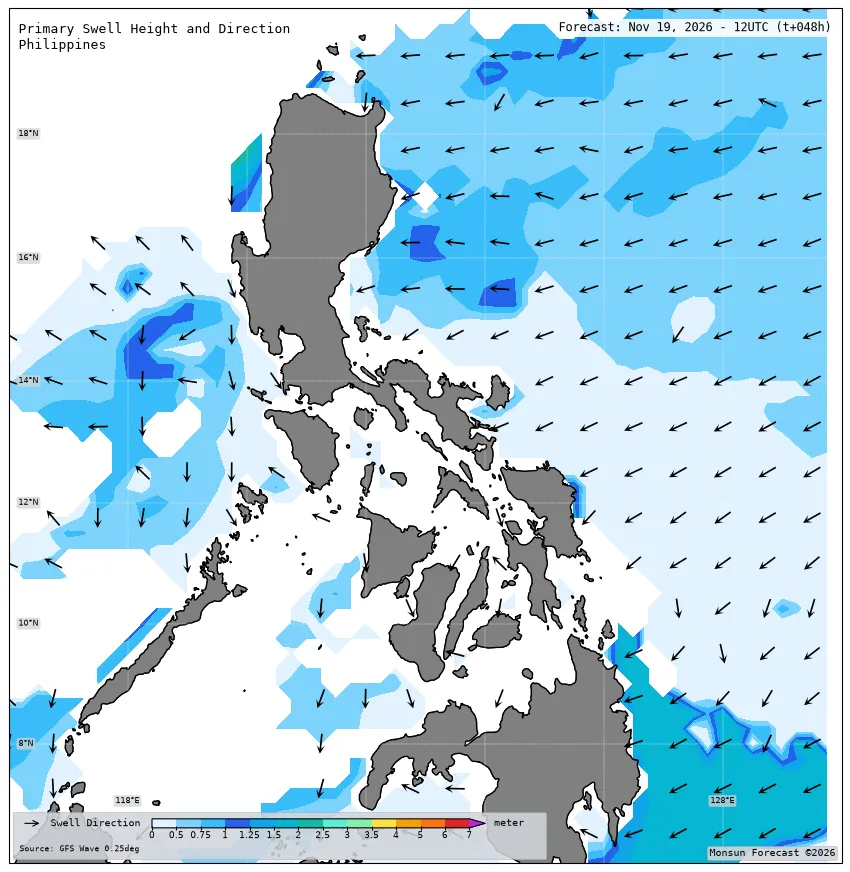 Primary Swell Height and Direction
Philippines
Forecast: Nov 19, 2026 - 12UTC (t+048h)
18°N
16°N
14°N
12°N
10°N
8°N
118°E
128°E
Swell Direction
0 0.5 0.75 1 1.25 1.5 2 2.5 3 3.5 4 5 6 7
meter
Source: GFS Wave 0.25deg
Monsun Forecast ©2026